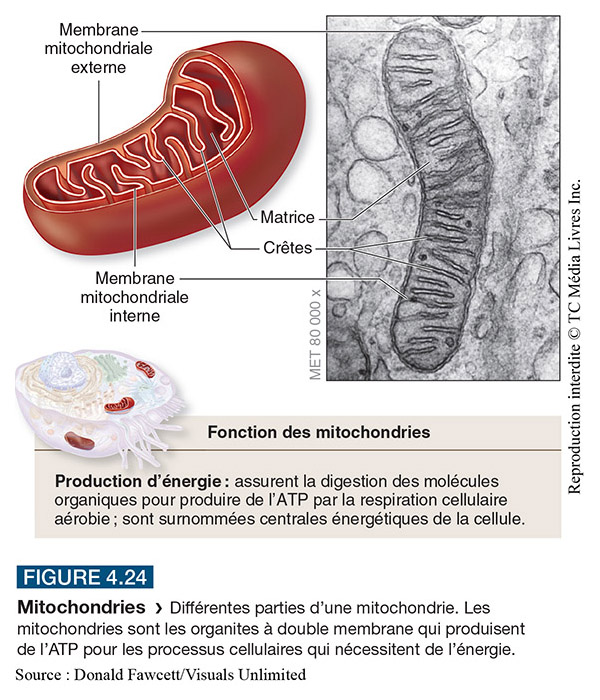 Membrane
mitochondriale
externe
Matrice
Crêtes
Membrane
mitochondriale
interne
MET 80 000 x
Reproduction interdite © TC Média Livres Inc.
Fonction des mitochondries
Production d’énergie : assurent la digestion des molécules
organiques pour produire de l’ATP par la respiration cellulaire
aérobie ; sont surnommées centrales énergétiques de la cellule.
FIGURE 4.24
Mitochondries › Différentes parties d’une mitochondrie. Les
mitochondries sont les organites à double membrane qui produisent
de l’ATP pour les processus cellulaires qui nécessitent de l’énergie.
Source : Donald Fawcett/Visuals Unlimited